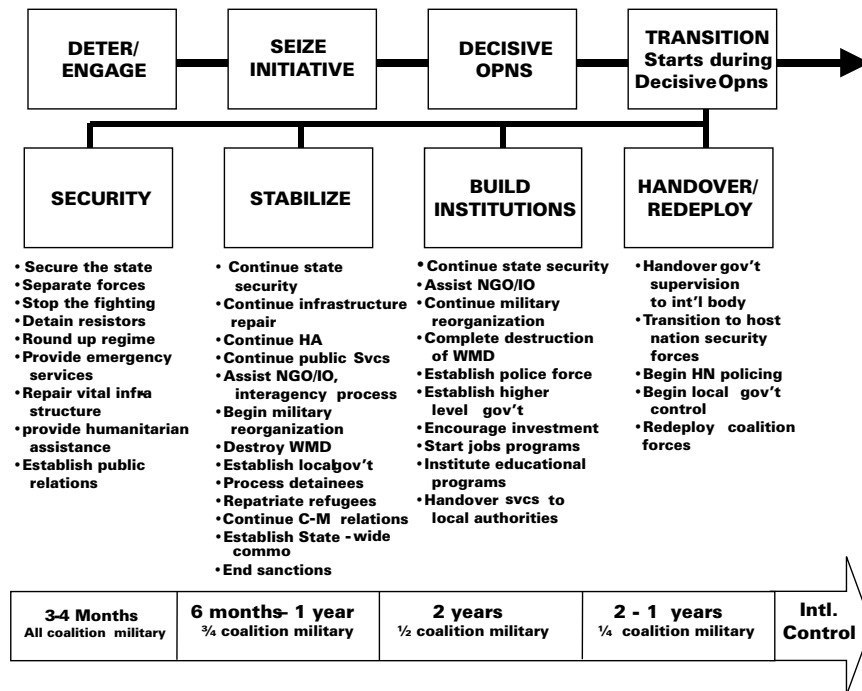 DETER/
ENGAGE
SEIZE
INITIATIVE
DECISIVE
OPNS
TRANSITION
Starts during
Decisive Opns
SECURITY
STABILIZE
BUILD
INSTITUTIONS
HANDOVER/
REDEPLOY
• Secure the state
• Separate forces
• Stop the fighting
• Detain resistors
• Round up regime
• Provide emergency
services
• Repair vital infra-
structure
• provide humanitarian
assistance
• Establish public
relations
• Continue state
security
• Continue infrastructure
repair
• Continue HA
• Continue public Svcs
• Assist NGO/IO,
interagency process
• Begin military
reorganization
• Destroy WMD
• Establish local gov't
• Process detainees
• Repatriate refugees
• Continue C-M relations
• Establish State - wide
commo
• End sanctions
• Continue state security
• Assist NGO/IO
• Continue military
reorganization
• Complete destruction
of WMD
• Establish police force
• Establish higher
level gov't
• Encourage investment
• Start jobs programs
• Institute educational
programs
• Handover svcs to
local authorities
• Handover gov't
supervision
to int'l body
• Transition to host
nation security
forces
• Begin HN policing
• Begin local gov't
control
• Redeploy coalition
forces
3-4 Months
All coalition military
6 months– 1 year
¾ coalition military
2 years
½ coalition military
2 - 1 years
¼ coalition military
Intl.
Control